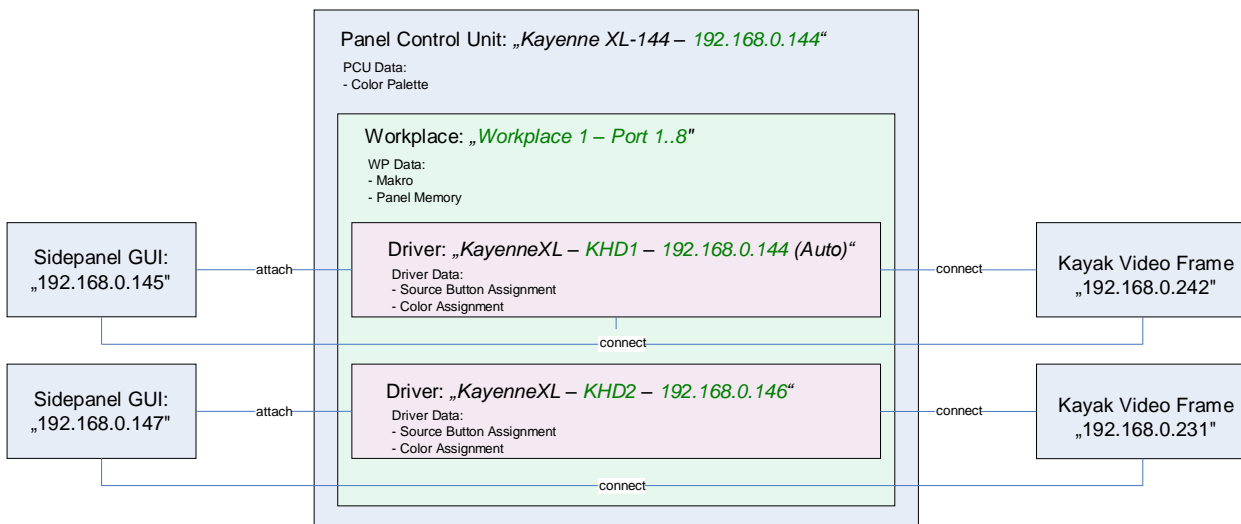 Panel Control Unit: „Kayenne XL-144 – 192.168.0.144“
PCU Data:
- Color Palette
Workplace: „Workplace 1 – Port 1..8"
WP Data:
- Makro
- Panel Memory
Sidepanel GUI:
„192.168.0.145"
attach
Driver: „KayenneXL – KHD1 – 192.168.0.144 (Auto)“
Driver Data:
- Source Button Assignment
- Color Assignment
connect
Kayak Video Frame
„192.168.0.242"
connect
Sidepanel GUI:
„192.168.0.147"
attach
Driver: „KayenneXL – KHD2 – 192.168.0.146“
Driver Data:
- Source Button Assignment
- Color Assignment
connect
Kayak Video Frame
„192.168.0.231"
connect